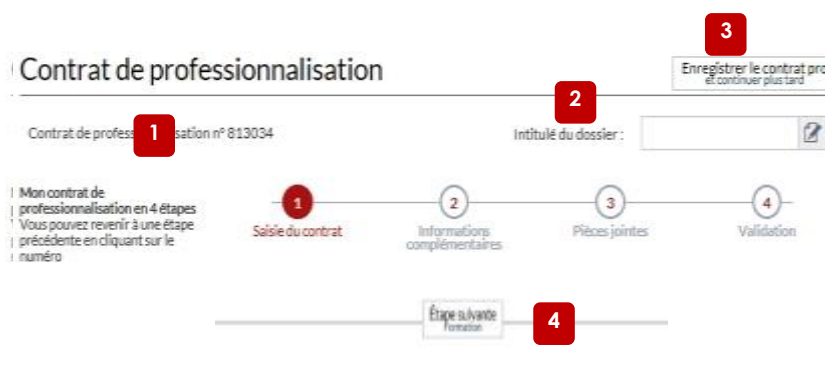 3
Contrat de professionnalisation
Enregistrer le contrat pro
et continuer plus tard
2
Contrat de profess 1 sation n° 813034
Intitulé du dossier :
Mon contrat de
professionnalisation en 4 étapes
Vous pouvez revenir à une étape
précédente en cliquant sur le
numéro
1 2 3 4
Saisie du contrat
Informations
complémentaires
Pièces jointes
Validation
Étape suivante
Formation
4